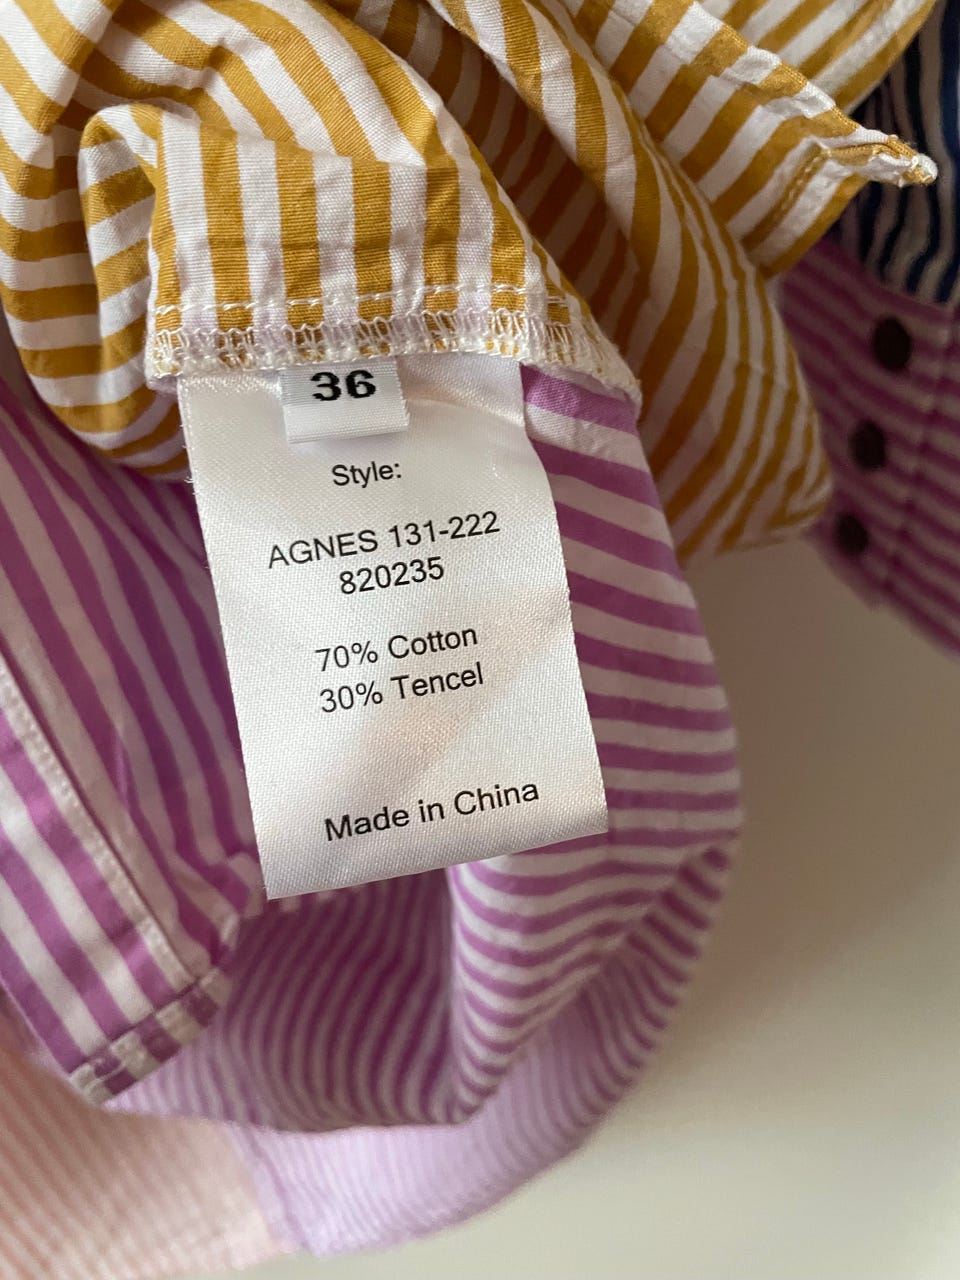 36
Style:
AGNES 131-222
820235
70% Cotton
30% Tencel
Made in China